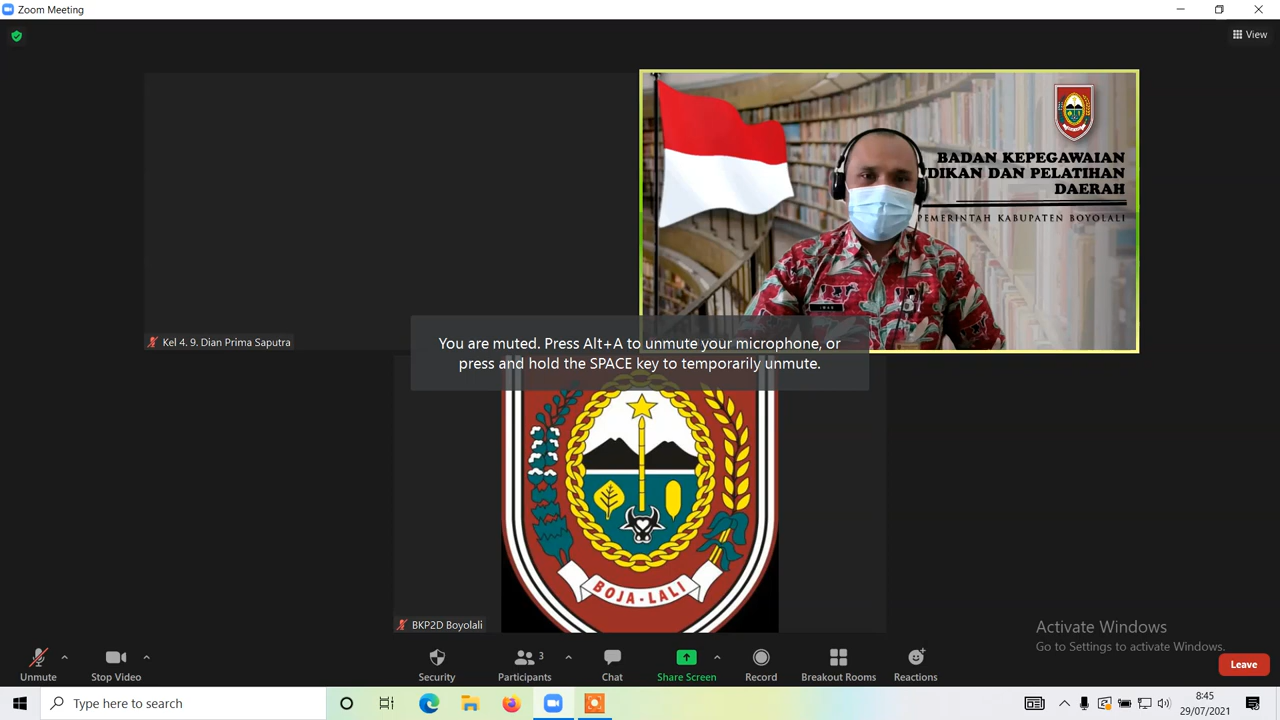 Zoom Meeting
View
BADAN KEPEGAWAIAN
DIKAN DAN PELATIHAN
DAERAH
PEMERINTAH KABUPATEN BOYOLALI
Kel 4. 9. Dian Prima Saputra
You are muted. Press Alt+A to unmute your microphone, or
press and hold the SPACE key to temporarily unmute.
BOJA-LALI
BKP2D Boyolali
Activate Windows
Go to Settings to activate Windows.
Unmute
Stop Video
Security
3
Participants
Chat
Share Screen
Record
Breakout Rooms
Reactions
Leave
Type here to search
8:45
29/07/2021